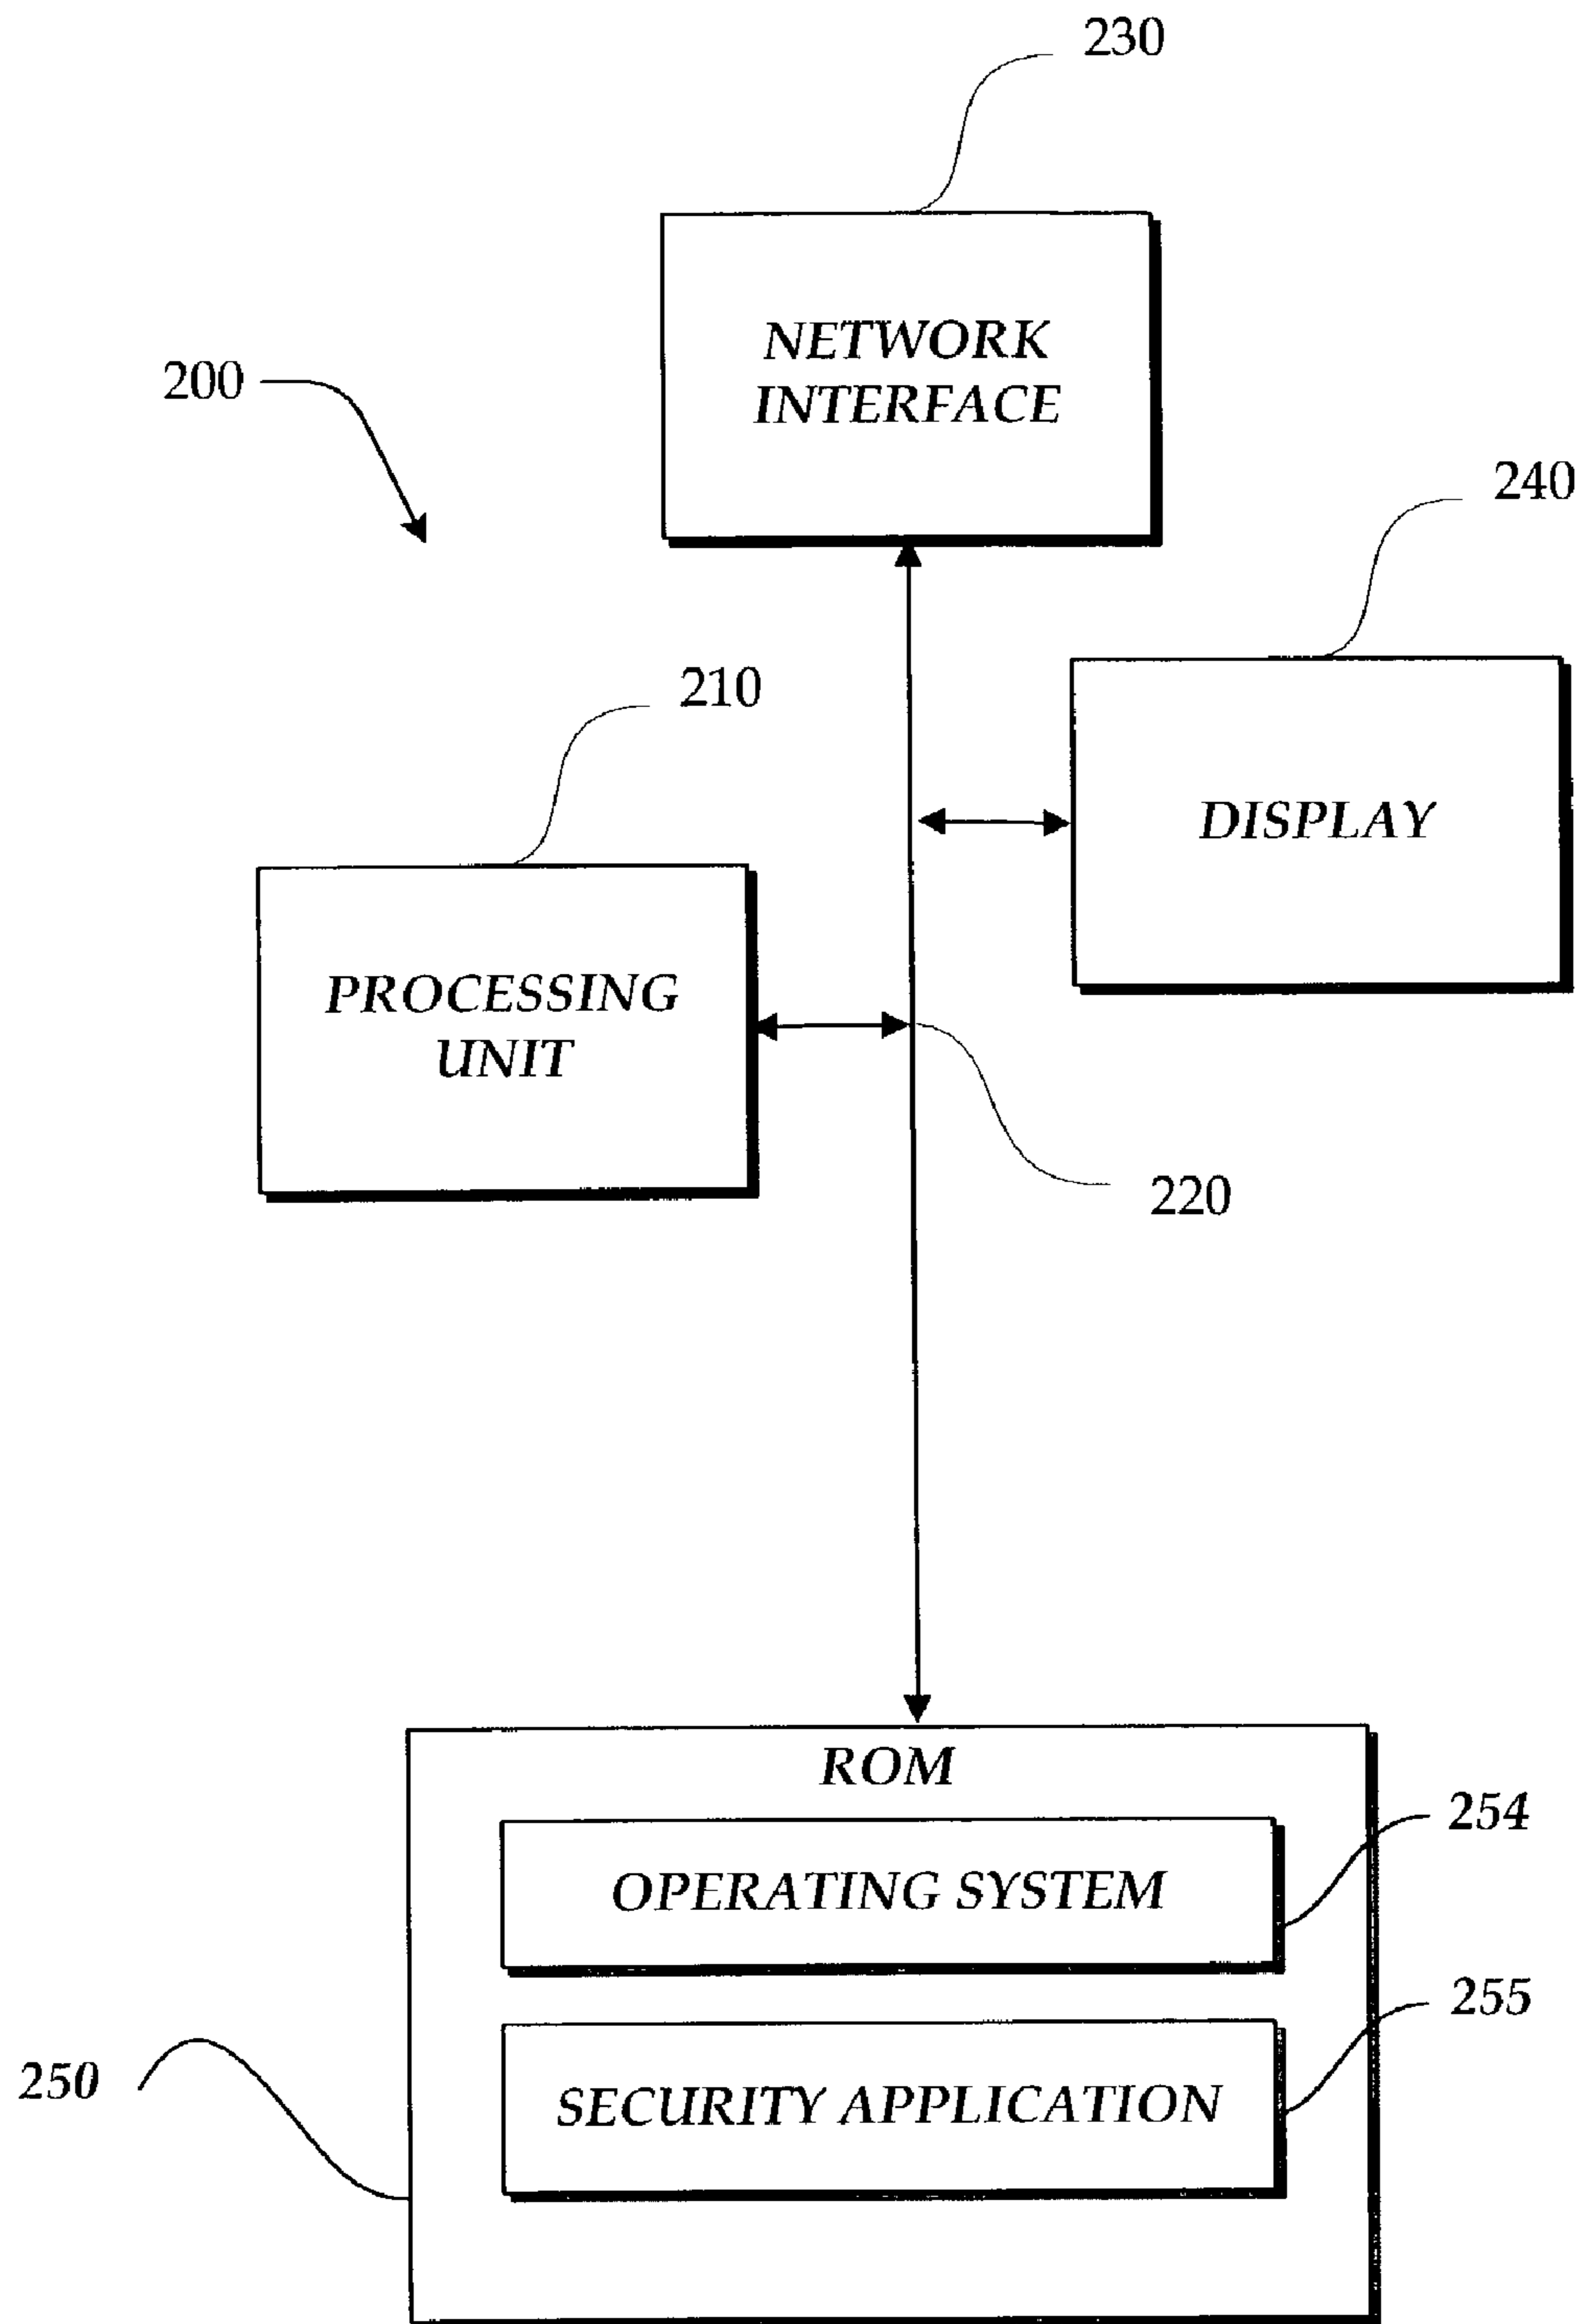 230
NETWORK
INTERFACE
200
240
210
DISPLAY
PROCESSING
UNIT
220
ROM
254
OPERATING SYSTEM
255
250
SECURITY APPLICATION